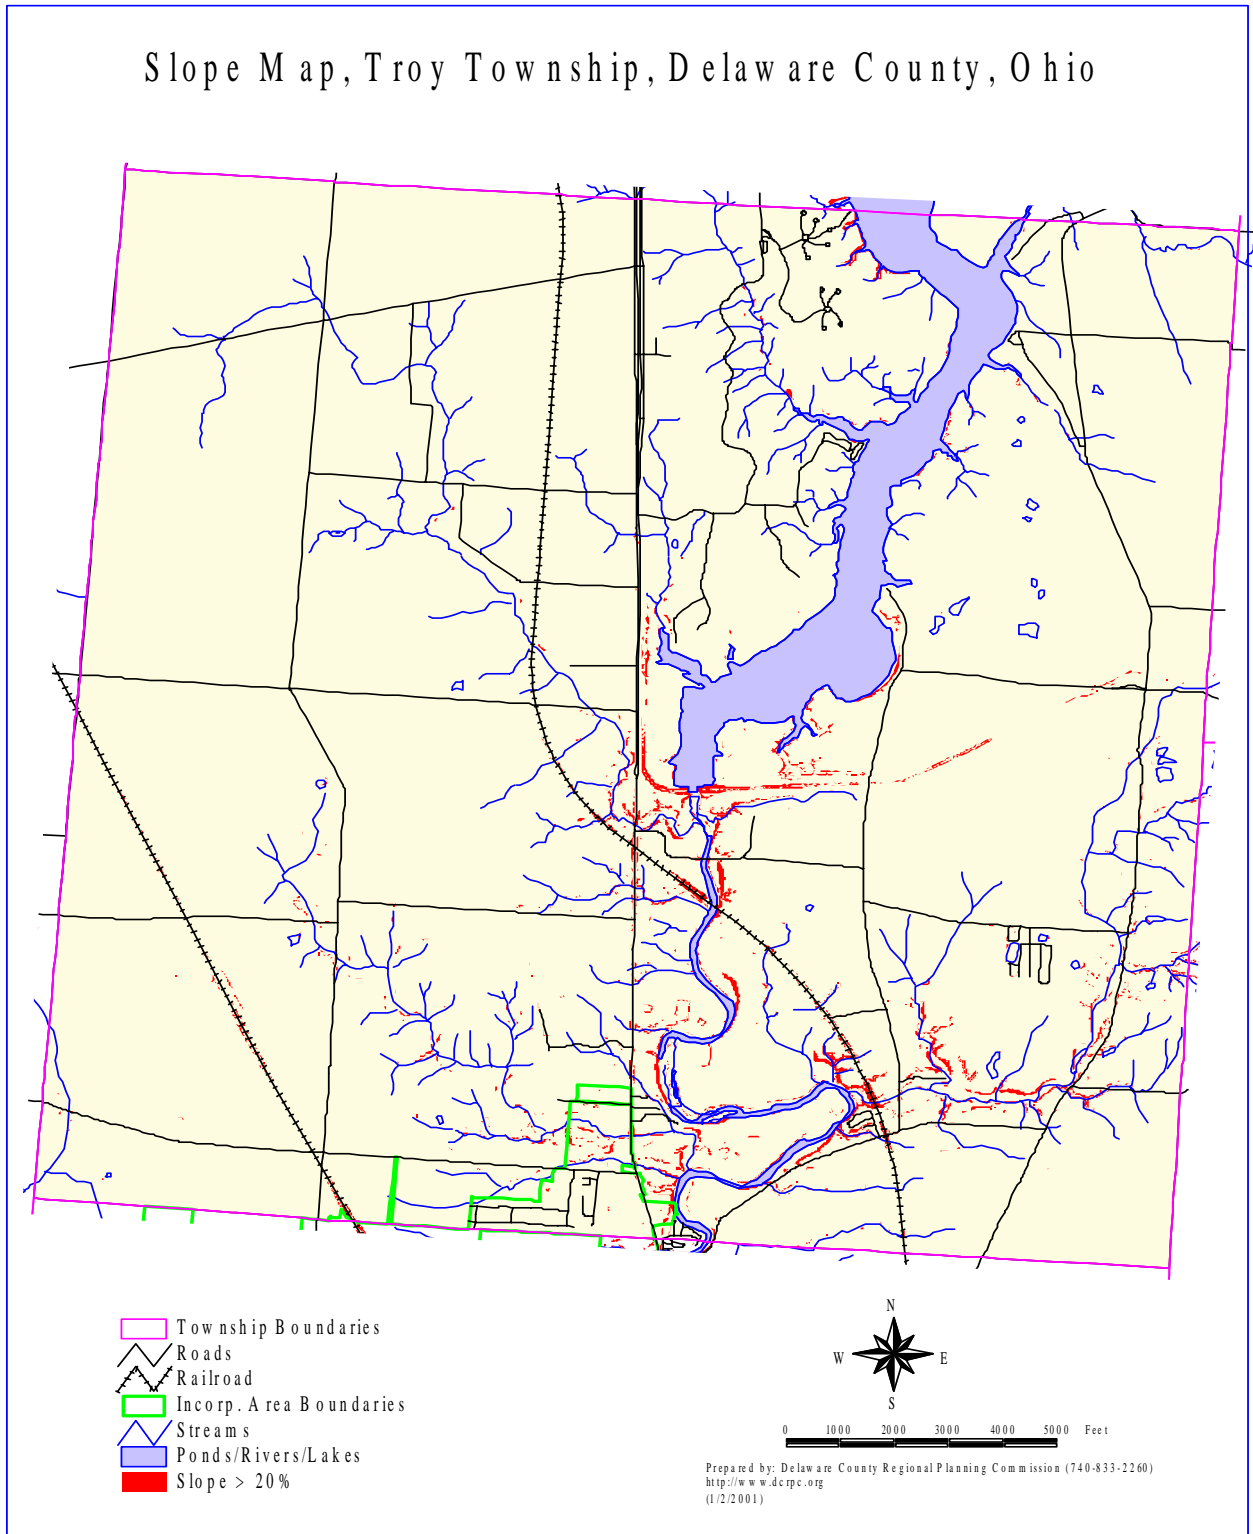 Slope Map, Troy Township, Delaware County, Ohio
Township Boundaries
Roads
Railroad
Incorp. Area Boundaries
Streams
Ponds/Rivers/Lakes
Slope > 20%
N
W E
S
0 1000 2000 3000 4000 5000 Feet
Prepared by: Delaware County Regional Planning Commission (740-833-2260)
http://www.dcrpc.org
(1/2/2001)